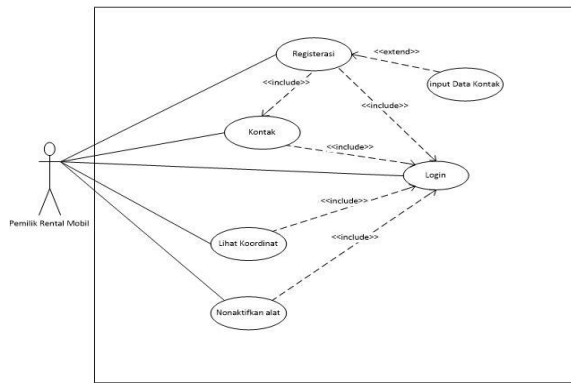 Registerasi
<<extend>>
input Data Kontak
<<include>>
<<include>>
Kontak
<<include>>
Login
Pemilik Rental Mobil
<<include>>
Lihat Koordinat
<<include>>
Nonaktifkan alat